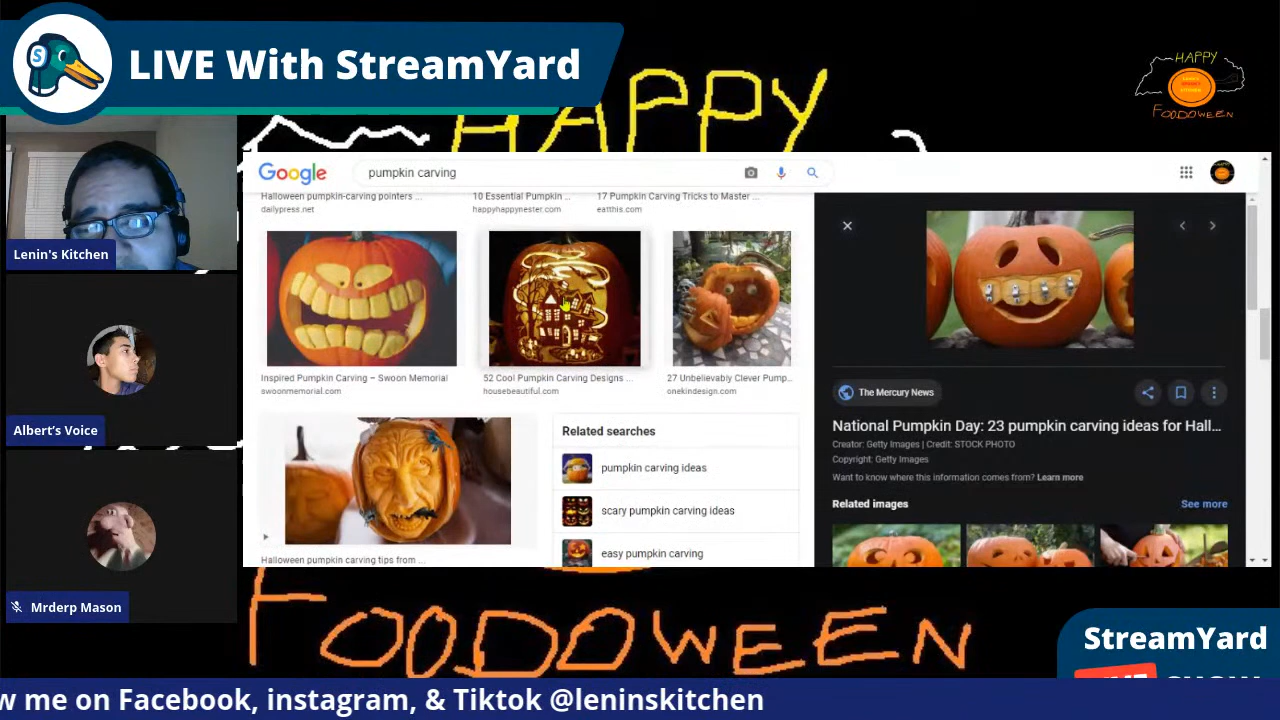 LIVE With StreamYard
HAPPY
HAPPY
FOODOWEEN
Lenin's Kitchen
Albert's Voice
Mrderp Mason
Google
pumpkin carving
Halloween pumpkin-carving pointers ...
dailypress.net
10 Essential Pumpkin ...
happyhappynester.com
17 Pumpkin Carving Tricks to Master ...
eatthis.com
Inspired Pumpkin Carving – Swoon Memorial
swoonmemorial.com
52 Cool Pumpkin Carving Designs ...
housebeautiful.com
27 Unbelievably Clever Pump...
onekindesign.com
Halloween pumpkin carving tips from ...
Related searches
pumpkin carving ideas
scary pumpkin carving ideas
easy pumpkin carving
The Mercury News
National Pumpkin Day: 23 pumpkin carving ideas for Hall...
Creator: Getty Images | Credit: STOCK PHOTO
Copyright: Getty Images
Want to know where this information comes from? Learn more
Related images
See more
FOODOWEEN
StreamYard
w me on Facebook, instagram, & Tiktok @leninskitchen